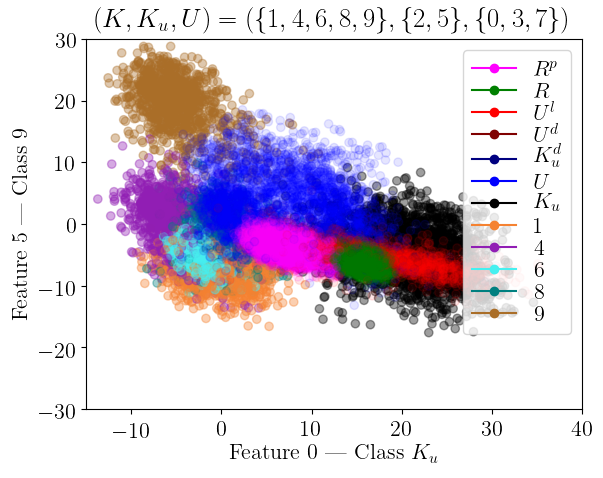 (K, K_u, U) = ({1, 4, 6, 8, 9}, {2, 5}, {0, 3, 7})
30
20
10
0
−10
−20
−30
Feature 5 — Class 9
R^p
R
U^l
U^d
K_u^d
U
K_u
1
4
6
8
9
−10
0
10
20
30
40
Feature 0 — Class K_u